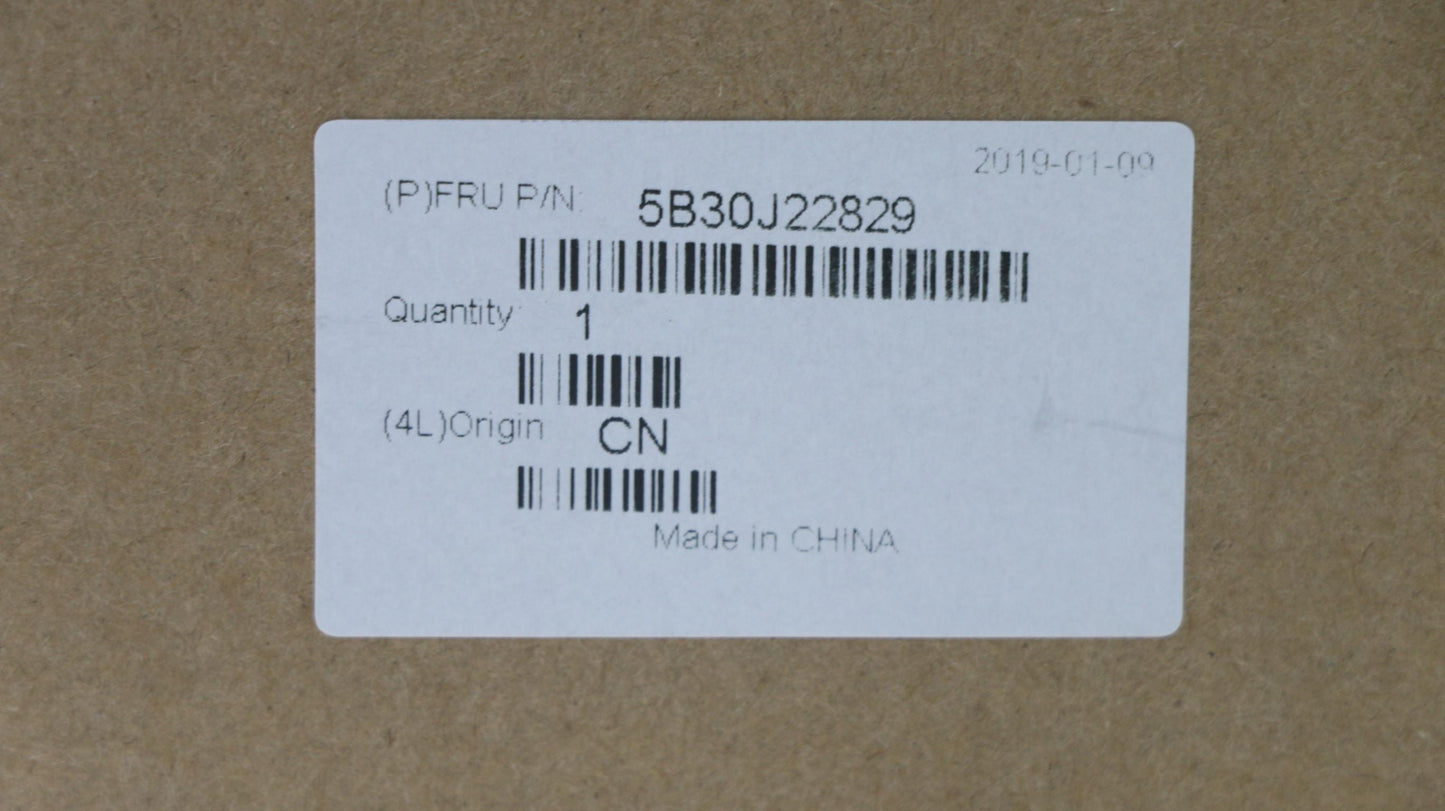 2019-01-09
(P)FRU P/N: 5B30J22829
Quantity: 1
(4L)Origin CN
Made in CHINA